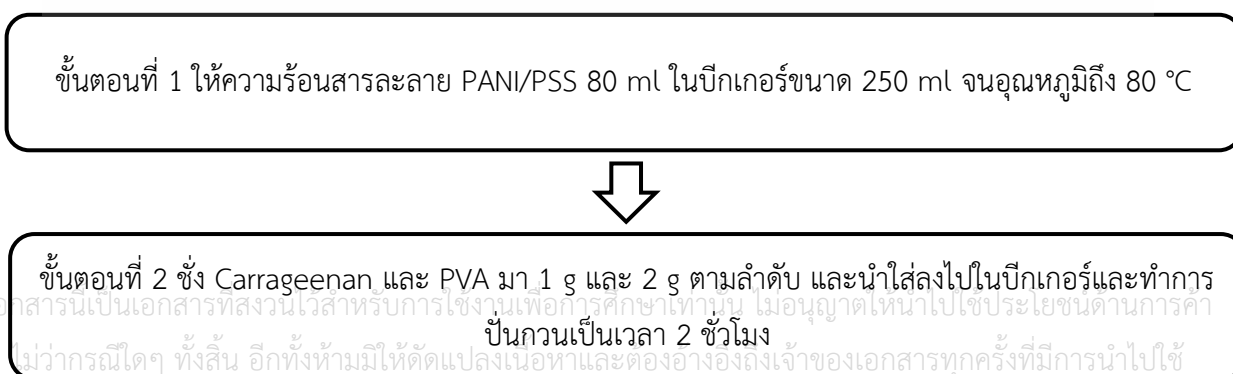 ขั้นตอนที่ 1 ให้ความร้อนสารละลาย PANI/PSS 80 ml ในบีกเกอร์ขนาด 250 ml จนอุณหภูมิถึง 80 °C
ขั้นตอนที่ 2 ชั่ง Carrageenan และ PVA มา 1 g และ 2 g ตามลำดับ และนำใส่ลงไปในบีกเกอร์และทำการ
อกสารนี้เป็นเอกสารที่สงวนไว้สำหรับการใช้งานเพื่อการศึกษาเท่านั้น ไม่อนุญาตให้นำไปใช้ประโยชน์ด้านการค้า
ปั่นกวนเป็นเวลา 2 ชั่วโมง
ไม่ว่ากรณีใดๆ ทั้งสิ้น อีกทั้งห้ามมิให้ดัดแปลงเนื้อหาและต้องอ้างอิงถึงเจ้าของเอกสารทุกครั้งที่มีการนำไปใช้